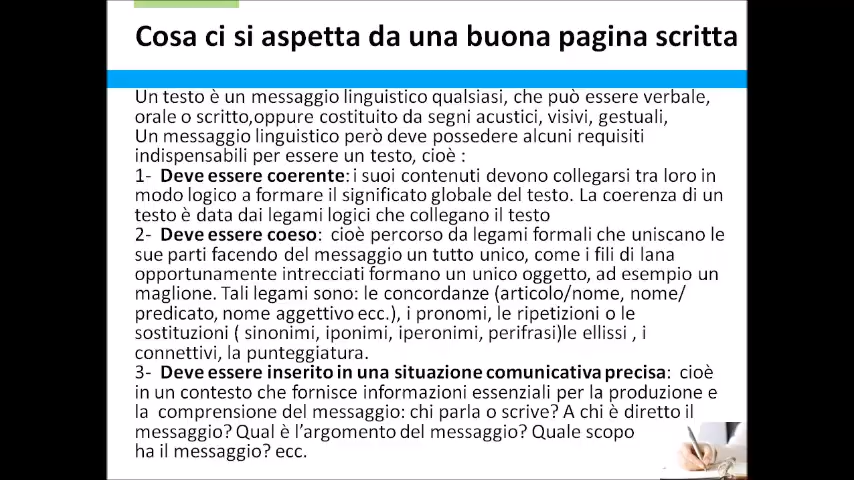 Cosa ci si aspetta da una buona pagina scritta
Un testo è un messaggio linguistico qualsiasi, che può essere verbale,
orale o scritto,oppure costituito da segni acustici, visivi, gestuali,
Un messaggio linguistico però deve possedere alcuni requisiti
indispensabili per essere un testo, cioè :
1- Deve essere coerente: i suoi contenuti devono collegarsi tra loro in
modo logico a formare il significato globale del testo. La coerenza di un
testo è data dai legami logici che collegano il testo
2- Deve essere coeso: cioè percorso da legami formali che uniscano le
sue parti facendo del messaggio un tutto unico, come i fili di lana
opportunamente intrecciati formano un unico oggetto, ad esempio un
maglione. Tali legami sono: le concordanze (articolo/nome, nome/
predicato, nome aggettivo ecc.), i pronomi, le ripetizioni o le
sostituzioni ( sinonimi, iponimi, iperonimi, perifrasi)le ellissi , i
connettivi, la punteggiatura.
3- Deve essere inserito in una situazione comunicativa precisa: cioè
in un contesto che fornisce informazioni essenziali per la produzione e
la comprensione del messaggio: chi parla o scrive? A chi è diretto il
messaggio? Qual è l'argomento del messaggio? Quale scopo
ha il messaggio? ecc.